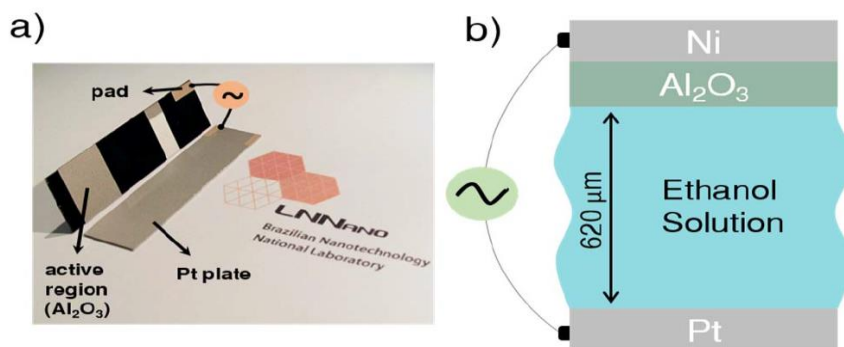 a)
pad
LNNANO
Brazilian Nanotechnology
National Laboratory
active
region
(Al₂O₃)
Pt plate
b)
Ni
Al₂O₃
620 μm
Ethanol
Solution
Pt